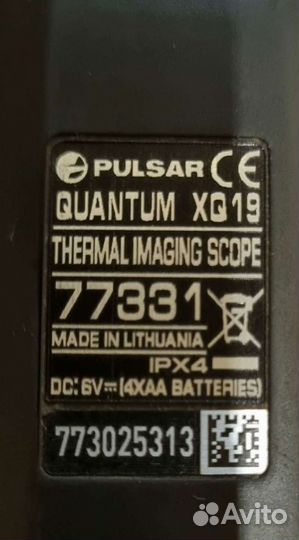 PULSAR CE
QUANTUM XQ19
THERMAL IMAGING SCOPE
77331
MADE IN LITHUANIA
IPX4
DC: 6V⎓(4XAA BATTERIES)
773025313
Avito